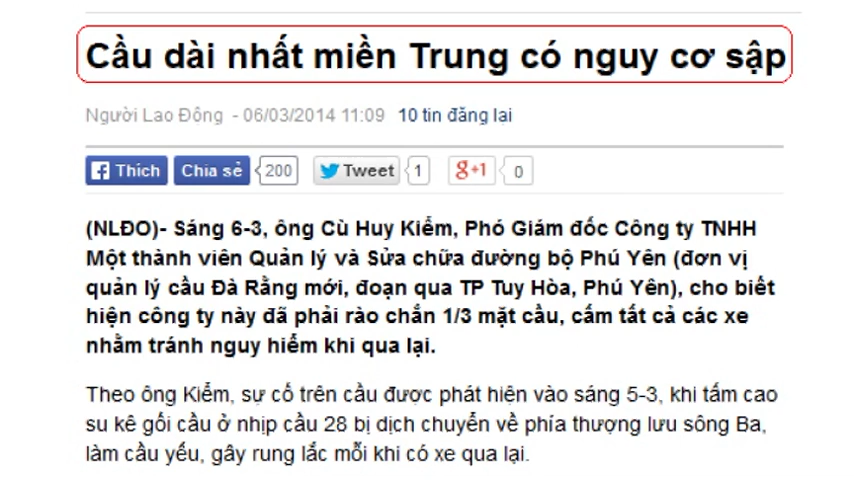 Cầu dài nhất miền Trung có nguy cơ sập
Người Lao Đông - 06/03/2014 11:09 10 tin đăng lai
Thích Chia sẻ 200 Tweet 1 g+1 0
(NLĐO)- Sáng 6-3, ông Cù Huy Kiểm, Phó Giám đốc Công ty TNHH
Một thành viên Quản lý và Sửa chữa đường bộ Phú Yên (đơn vị
quản lý cầu Đà Rằng mới, đoạn qua TP Tuy Hòa, Phú Yên), cho biết
hiện công ty này đã phải rào chắn 1/3 mặt cầu, cấm tất cả các xe
nhằm tránh nguy hiểm khi qua lại.
Theo ông Kiểm, sự cố trên cầu được phát hiện vào sáng 5-3, khi tấm cao
su kê gối cầu ở nhịp cầu 28 bị dịch chuyển về phía thượng lưu sông Ba,
làm cầu yếu, gây rung lắc mỗi khi có xe qua lại.